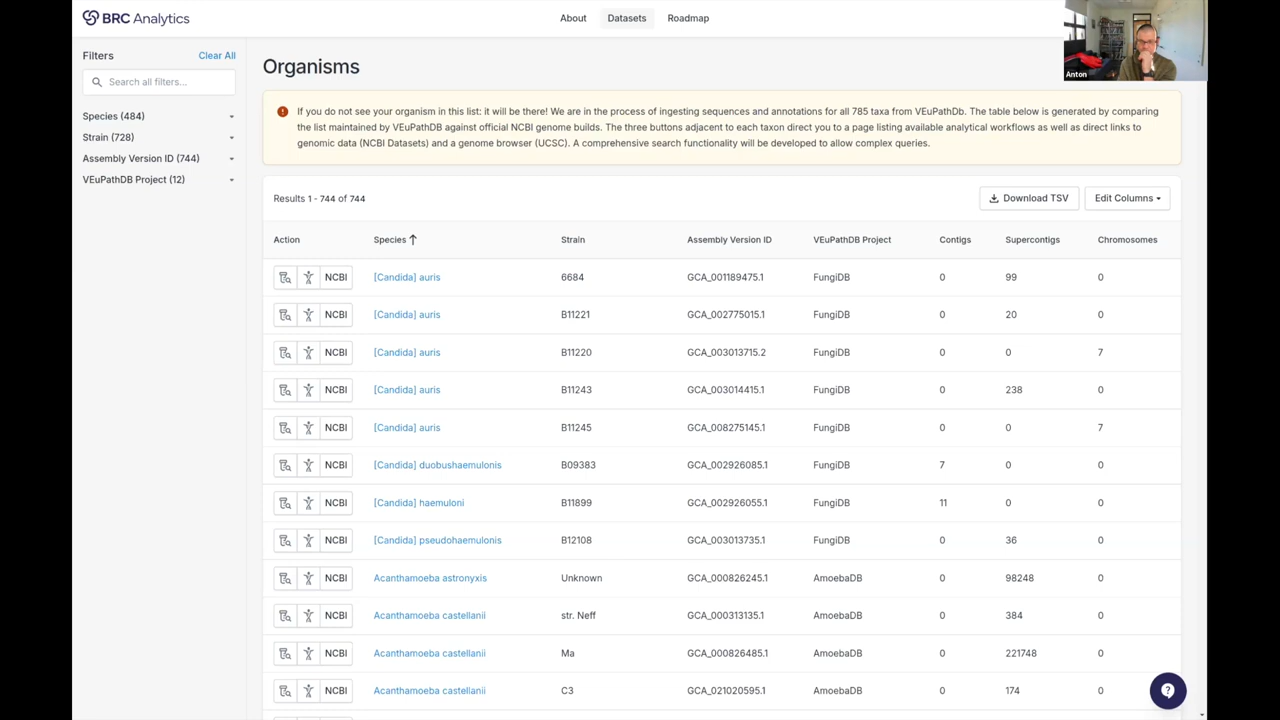 BRC Analytics
About Datasets Roadmap
Anton
Filters Clear All
Search all filters...
Species (484)
Strain (728)
Assembly Version ID (744)
VEuPathDB Project (12)
Organisms
If you do not see your organism in this list: it will be there! We are in the process of ingesting sequences and annotations for all 785 taxa from VEuPathDb. The table below is generated by comparing
the list maintained by VEuPathDB against official NCBI genome builds. The three buttons adjacent to each taxon direct you to a page listing available analytical workflows as well as direct links to
genomic data (NCBI Datasets) and a genome browser (UCSC). A comprehensive search functionality will be developed to allow complex queries.
Results 1 - 744 of 744 Download TSV Edit Columns
Action Species Strain Assembly Version ID VEuPathDB Project Contigs Supercontigs Chromosomes
NCBI [Candida] auris 6684 GCA_001189475.1 FungiDB 0 99 0
NCBI [Candida] auris B11221 GCA_002775015.1 FungiDB 0 20 0
NCBI [Candida] auris B11220 GCA_003013715.2 FungiDB 0 0 7
NCBI [Candida] auris B11243 GCA_003014415.1 FungiDB 0 238 0
NCBI [Candida] auris B11245 GCA_008275145.1 FungiDB 0 0 7
NCBI [Candida] duobushaemulonis B09383 GCA_002926085.1 FungiDB 7 0 0
NCBI [Candida] haemuloni B11899 GCA_002926055.1 FungiDB 11 0 0
NCBI [Candida] pseudohaemulonis B12108 GCA_003013735.1 FungiDB 0 36 0
NCBI Acanthamoeba astronyxis Unknown GCA_000826245.1 AmoebaDB 0 98248 0
NCBI Acanthamoeba castellanii str. Neff GCA_000313135.1 AmoebaDB 0 384 0
NCBI Acanthamoeba castellanii Ma GCA_000826485.1 AmoebaDB 0 221748 0
NCBI Acanthamoeba castellanii C3 GCA_021020595.1 AmoebaDB 0 174 0